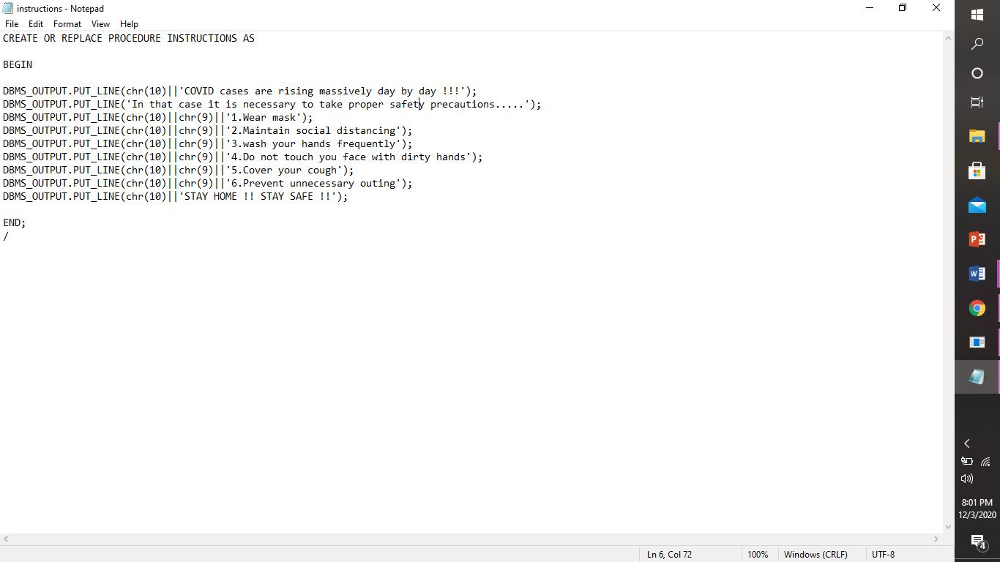 instructions - Notepad
File Edit Format View Help
CREATE OR REPLACE PROCEDURE INSTRUCTIONS AS
BEGIN
DBMS_OUTPUT.PUT_LINE(chr(10)||'COVID cases are rising massively day by day !!!');
DBMS_OUTPUT.PUT_LINE('In that case it is necessary to take proper safety precautions.....');
DBMS_OUTPUT.PUT_LINE(chr(10)||chr(9)||'1.Wear mask');
DBMS_OUTPUT.PUT_LINE(chr(10)||chr(9)||'2.Maintain social distancing');
DBMS_OUTPUT.PUT_LINE(chr(10)||chr(9)||'3.wash your hands frequently');
DBMS_OUTPUT.PUT_LINE(chr(10)||chr(9)||'4.Do not touch you face with dirty hands');
DBMS_OUTPUT.PUT_LINE(chr(10)||chr(9)||'5.Cover your cough');
DBMS_OUTPUT.PUT_LINE(chr(10)||chr(9)||'6.Prevent unnecessary outing');
DBMS_OUTPUT.PUT_LINE(chr(10)||'STAY HOME !! STAY SAFE !!');
END;
/
Ln 6, Col 72 100% Windows (CRLF) UTF-8
P
W
8:01 PM
12/3/2020
4